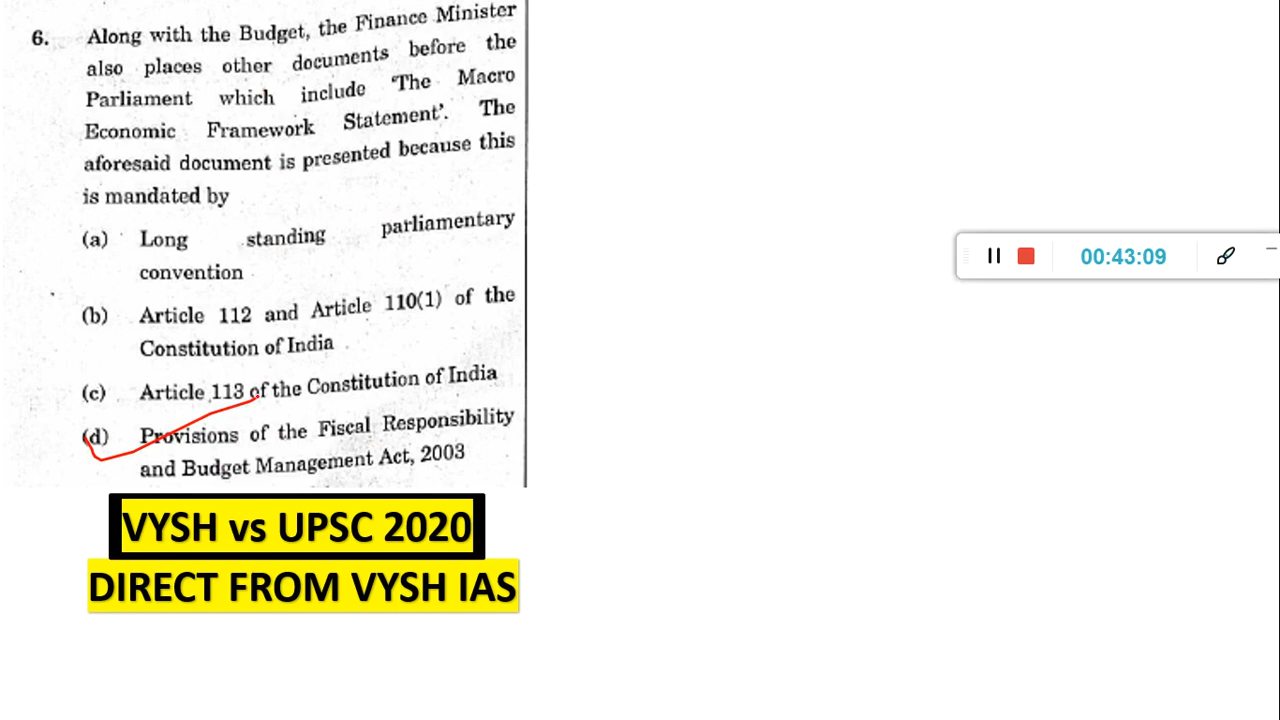 6. Along with the Budget, the Finance Minister
also places other documents before the
Parliament which include 'The Macro
Economic Framework Statement'. The
aforesaid document is presented because this
is mandated by
(a) Long standing parliamentary
convention
(b) Article 112 and Article 110(1) of the
Constitution of India
(c) Article 113 of the Constitution of India
(d) Provisions of the Fiscal Responsibility
and Budget Management Act, 2003
VYSH vs UPSC 2020
DIRECT FROM VYSH IAS
00:43:09